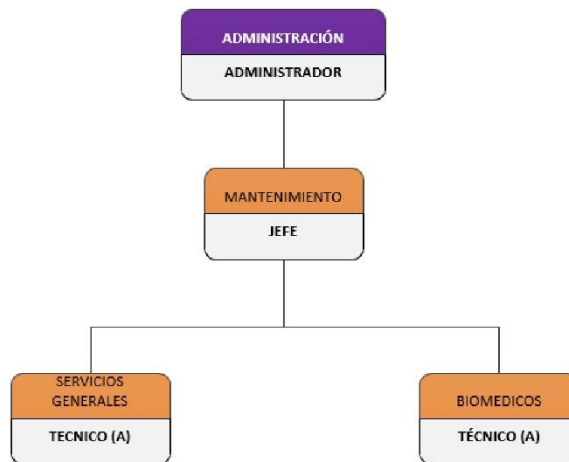 ADMINISTRACIÓN
ADMINISTRADOR
MANTENIMIENTO
JEFE
SERVICIOS
GENERALES
TECNICO (A)
BIOMEDICOS
TÉCNICO (A)